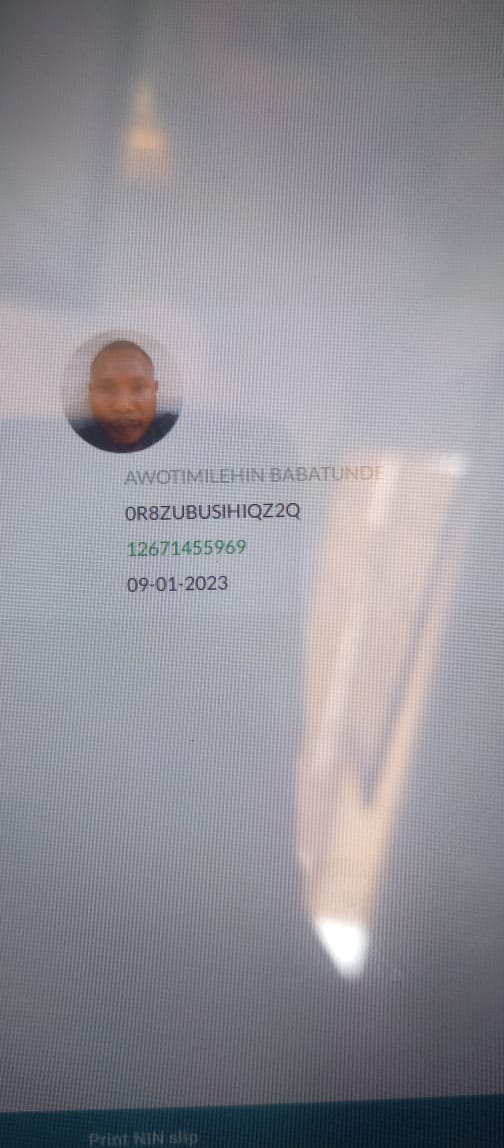 AWOTIMILEHIN BABATUNDE
0R8ZUBUSIHIQZ2Q
12671455969
09-01-2023
Print NIN slip